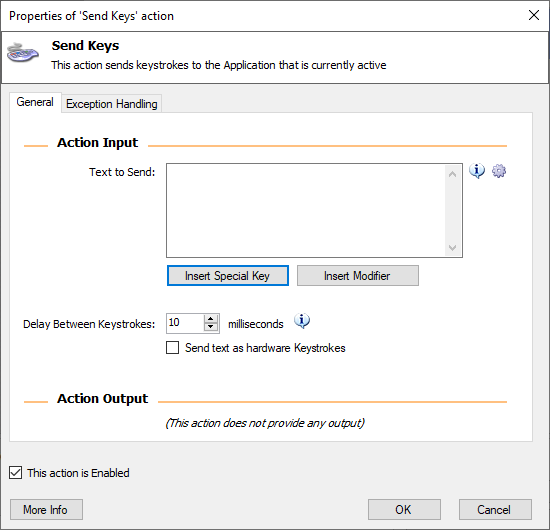 Properties of 'Send Keys' action
Send Keys
This action sends keystrokes to the Application that is currently active
General
Exception Handling
Action Input
Text to Send:
Insert Special Key
Insert Modifier
Delay Between Keystrokes:
10
milliseconds
Send text as hardware Keystrokes
Action Output
(This action does not provide any output)
This action is Enabled
More Info
OK
Cancel